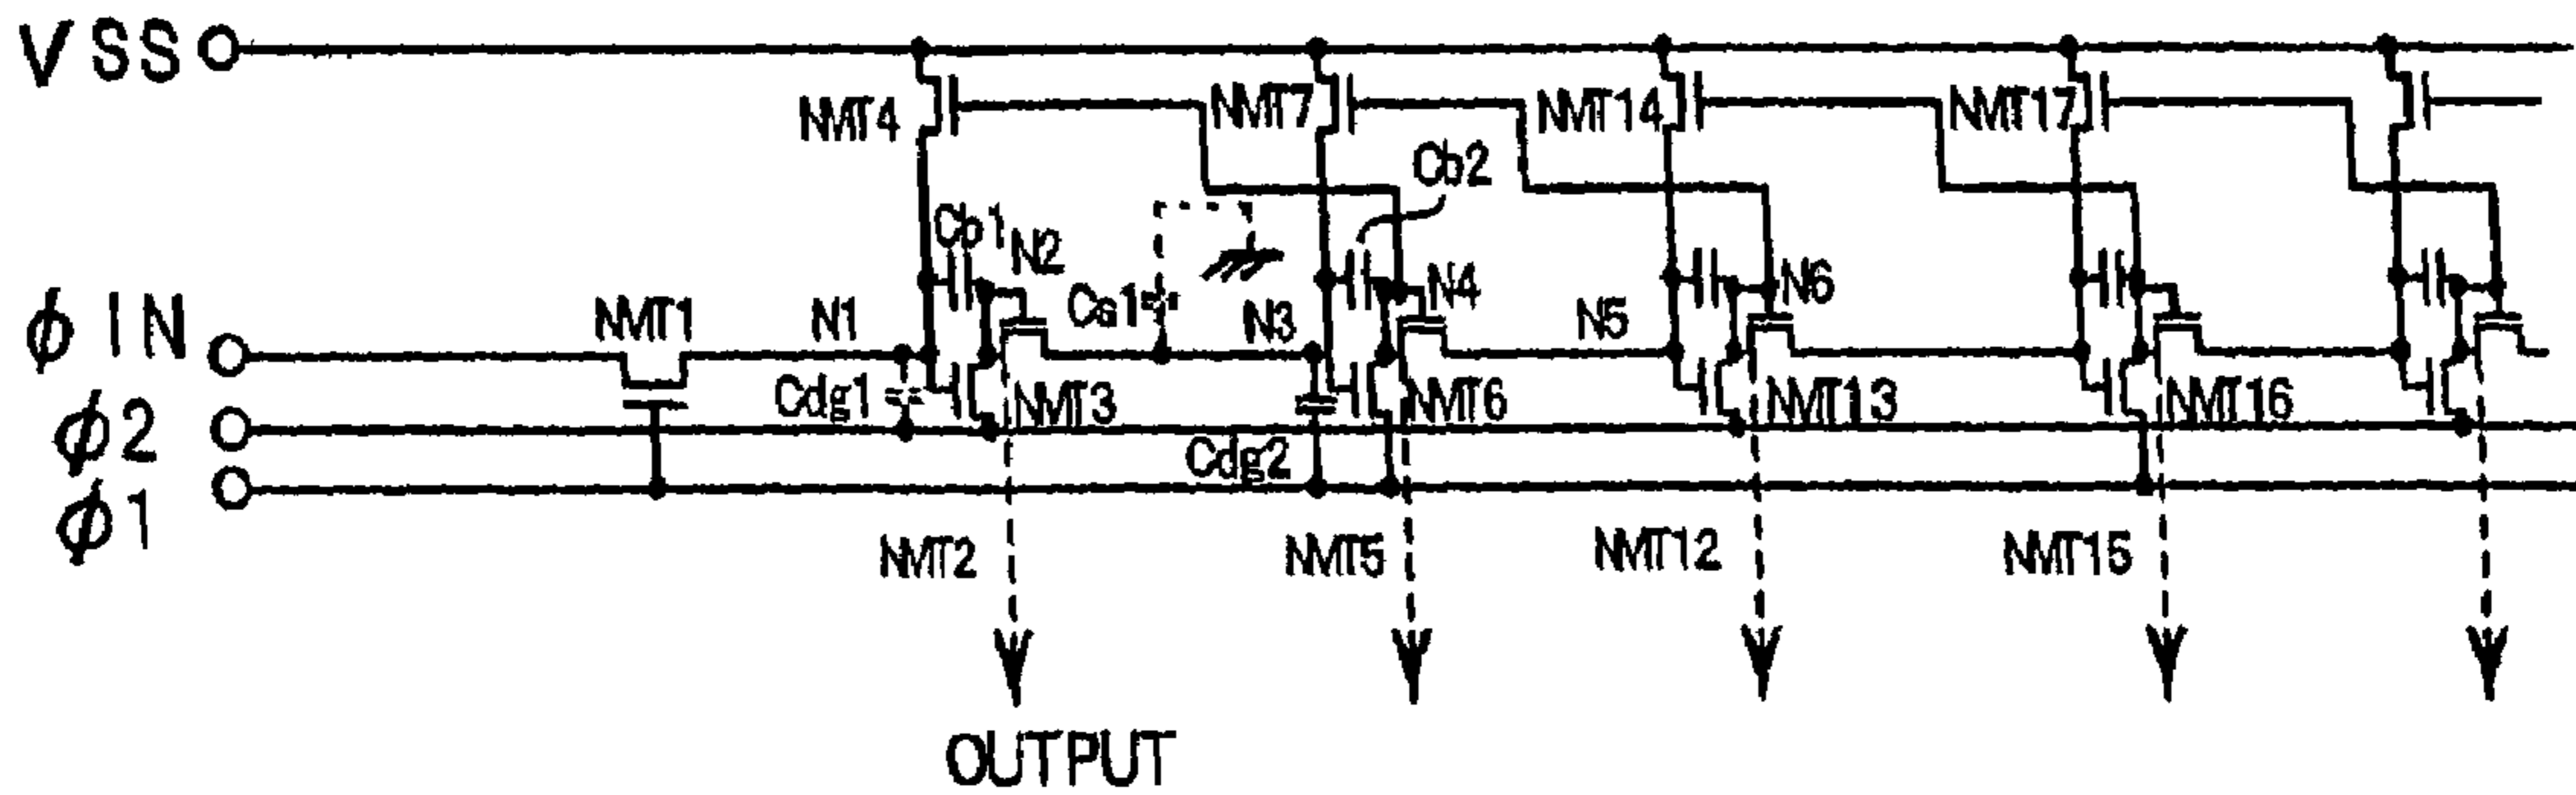 VSS
NMT4
NMT7
NMT14
NMT17
Cb2
Cb1
N2
N4
N6
Cs1
ϕ IN
NMT1
N1
N3
N5
Cdg1
NMT3
NMT6
NMT13
NMT16
ϕ2
Cdg2
ϕ1
NMT2
NMT5
NMT12
NMT15
OUTPUT